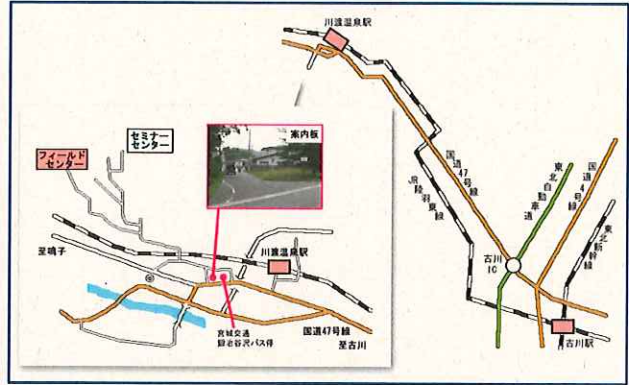 川渡温泉駅
案内板
セミナー
センター
フィールド
センター
至鳴子
川渡温泉駅
宮城交通
鍛冶谷沢バス停
国道47号線
至古川
国道47号線
JR陸羽東線
東北自動車道
国道4号線
東北新幹線
古川
IC
古川駅